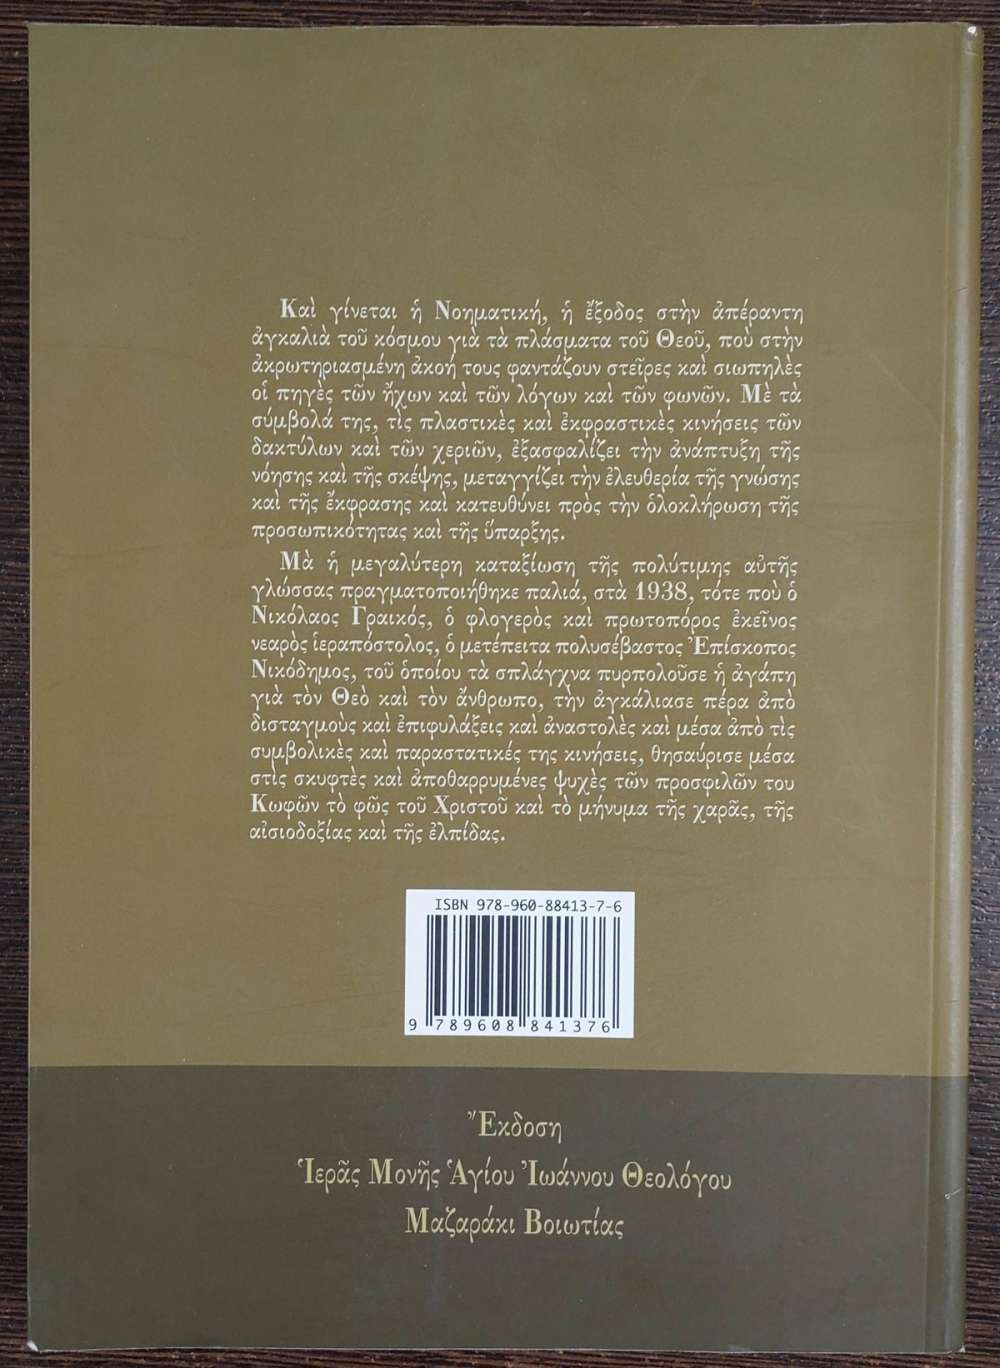 Καὶ γίνεται ἡ Νοηματική, ἡ ἔξοδος στὴν ἀπέραντη
ἀγκαλιὰ τοῦ κόσμου γιὰ τὰ πλάσματα τοῦ Θεοῦ, ποὺ στὴν
ἀκρωτηριασμένη ἀκοή τους φαντάζουν στεῖρες καὶ σιωπηλὲς
οἱ πηγὲς τῶν ἤχων καὶ τῶν λόγων καὶ τῶν φωνῶν. Μὲ τὰ
σύμβολά της, τὶς πλαστικὲς καὶ ἐκφραστικὲς κινήσεις τῶν
δακτύλων καὶ τῶν χεριῶν, ἐξασφαλίζει τὴν ἀνάπτυξη τῆς
νόησης καὶ τῆς σκέψης, μεταγγίζει τὴν ἐλευθερία τῆς γνώσης
καὶ τῆς ἔκφρασης καὶ κατευθύνει πρὸς τὴν ὁλοκλήρωση τῆς
προσωπικότητας καὶ τῆς ὕπαρξης.
Μὰ ἡ μεγαλύτερη καταξίωση τῆς πολύτιμης αὐτῆς
γλώσσας πραγματοποιήθηκε παλιά, στὰ 1938, τότε ποὺ ὁ
Νικόλαος Γραικός, ὁ φλογερὸς καὶ πρωτοπόρος ἐκεῖνος
νεαρὸς ἱεραπόστολος, ὁ μετέπειτα πολυσέβαστος Ἐπίσκοπος
Νικόδημος, τοῦ ὁποίου τὰ σπλάγχνα πυρπολοῦσε ἡ ἀγάπη
γιὰ τὸν Θεὸ καὶ τὸν ἄνθρωπο, τὴν ἀγκάλιασε πέρα ἀπὸ
δισταγμοὺς καὶ ἐπιφυλάξεις καὶ ἀναστολὲς καὶ μέσα ἀπὸ τὶς
συμβολικὲς καὶ παραστατικές της κινήσεις, θησαύρισε μέσα
στὶς σκυφτὲς καὶ ἀποθαρρυμένες ψυχὲς τῶν προσφιλῶν του
Κωφῶν τὸ φῶς τοῦ Χριστοῦ καὶ τὸ μήνυμα τῆς χαρᾶς, τῆς
αἰσιοδοξίας καὶ τῆς ἐλπίδας.
ISBN 978-960-88413-7-6
9 789608 841376
Ἔκδοση
Ἱερᾶς Μονῆς Ἁγίου Ἰωάννου Θεολόγου
Μαζαράκι Βοιωτίας